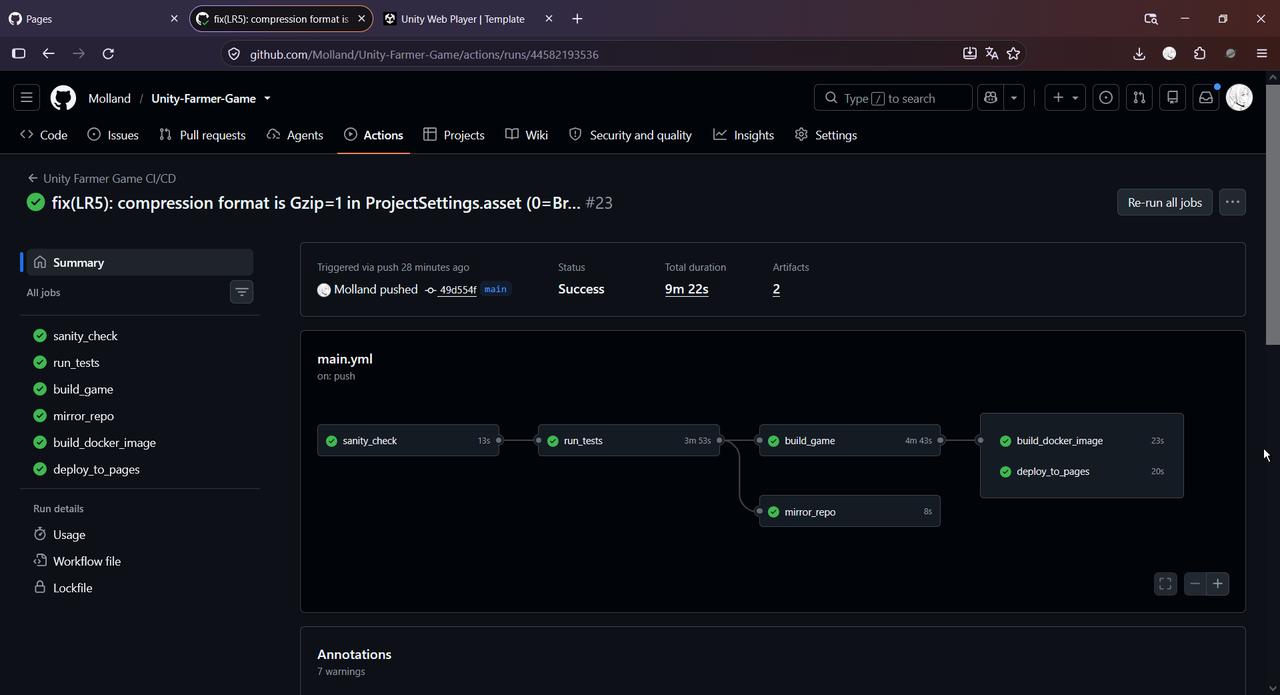 Pages
fix(LR5): compression format is
Unity Web Player | Template
github.com/Molland/Unity-Farmer-Game/actions/runs/44582193536
Molland / Unity-Farmer-Game
Type / to search
Code
Issues
Pull requests
Agents
Actions
Projects
Wiki
Security and quality
Insights
Settings
Unity Farmer Game CI/CD
fix(LR5): compression format is Gzip=1 in ProjectSettings.asset (0=Br... #23
Re-run all jobs
Summary
All jobs
sanity_check
run_tests
build_game
mirror_repo
build_docker_image
deploy_to_pages
Run details
Usage
Workflow file
Lockfile
Triggered via push 28 minutes ago
Molland pushed 49d554f main
Status
Success
Total duration
9m 22s
Artifacts
2
main.yml
on: push
sanity_check 13s
run_tests 3m 53s
build_game 4m 43s
mirror_repo 8s
build_docker_image 23s
deploy_to_pages 20s
Annotations
7 warnings